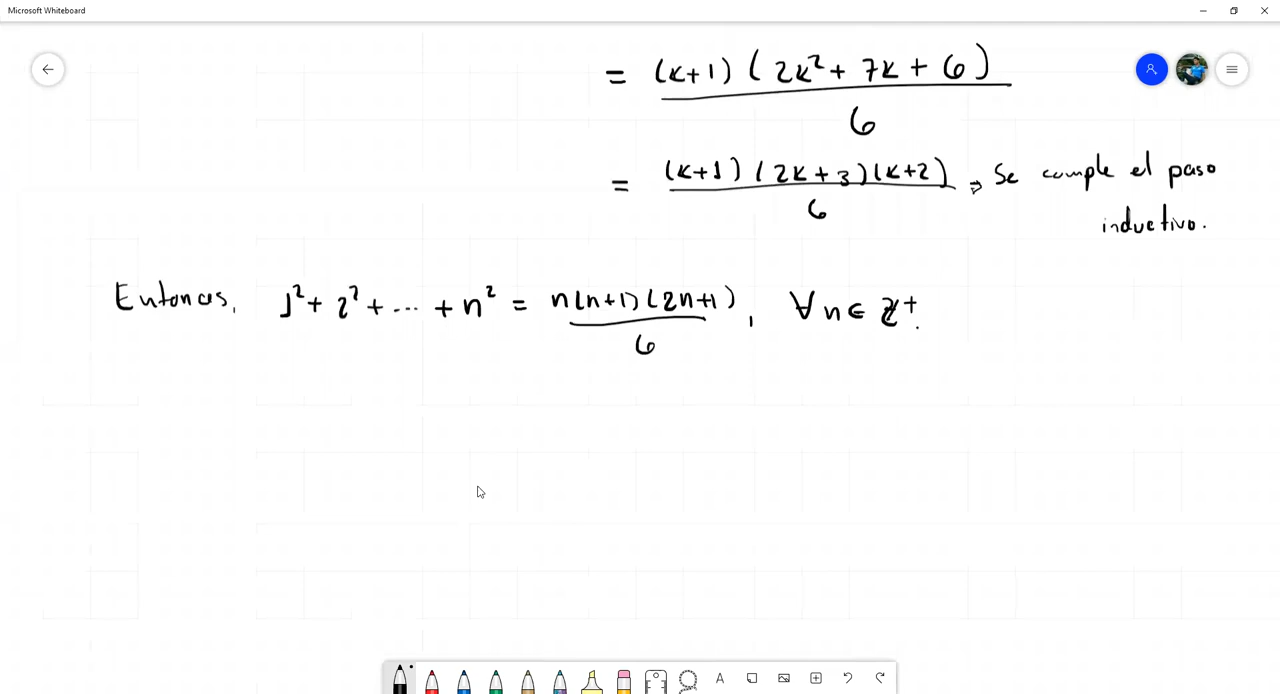 Microsoft Whiteboard
= (k+1)(2k²+7k+6) / 6
= (k+1)(2k+3)(k+2) / 6 ⇒ Se cumple el paso
inductivo.
Entonces, 1²+2²+...+n² = n(n+1)(2n+1) / 6, ∀n∈ℤ⁺.
A